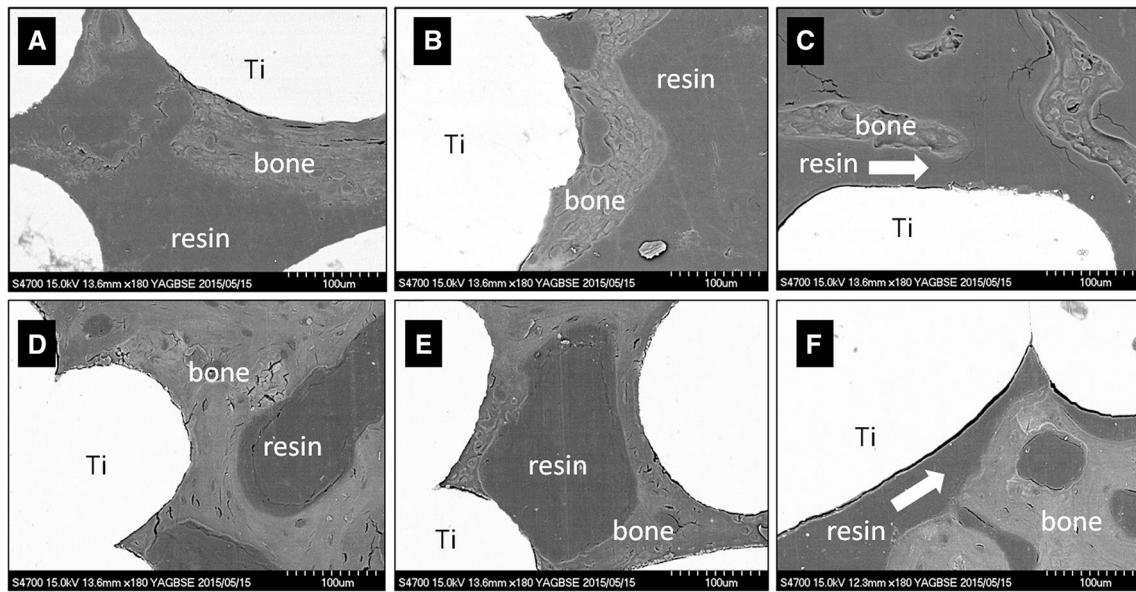 A
Ti
bone
resin
S4700 15.0kV 13.6mm x180 YAGBSE 2015/05/15
100um
B
resin
Ti
bone
S4700 15.0kV 13.6mm x180 YAGBSE 2015/05/15
100um
C
bone
resin
Ti
S4700 15.0kV 13.6mm x180 YAGBSE 2015/05/15
100um
D
bone
resin
Ti
S4700 15.0kV 13.6mm x180 YAGBSE 2015/05/15
100um
E
resin
Ti
bone
S4700 15.0kV 13.6mm x180 YAGBSE 2015/05/15
100um
F
Ti
resin
bone
S4700 15.0kV 12.3mm x180 YAGBSE 2015/05/15
100um